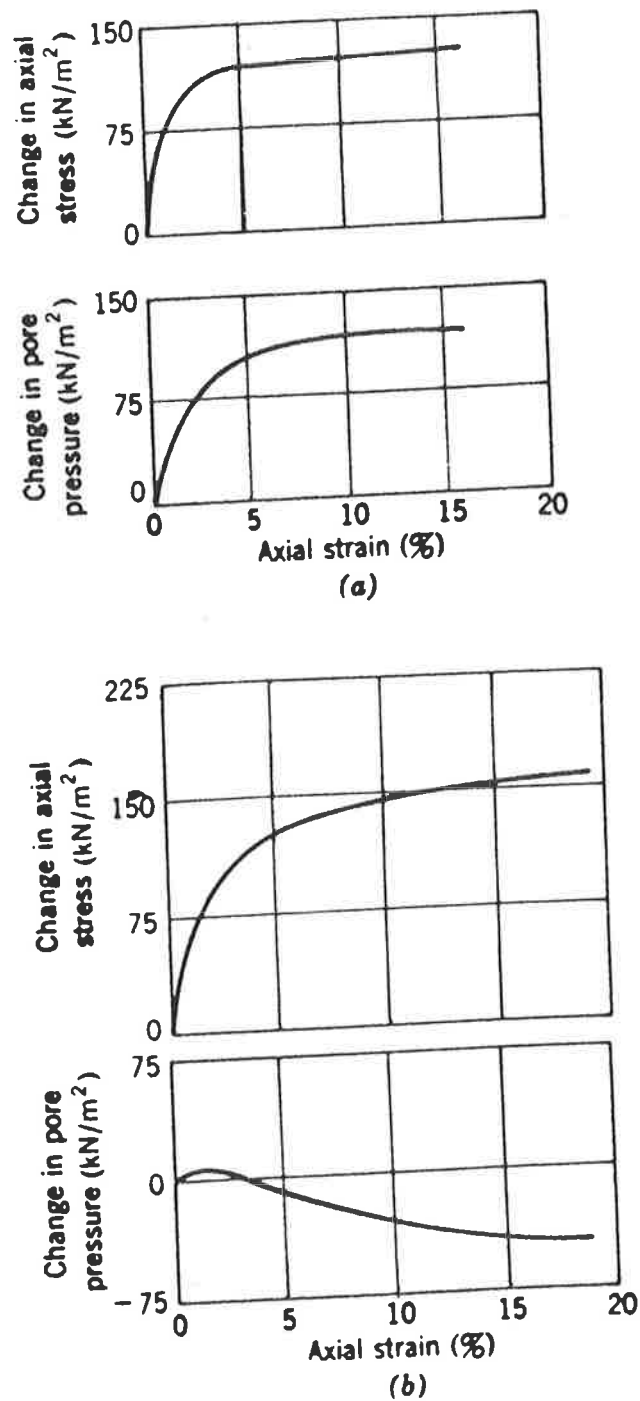 150
75
0
Change in axial
stress (kN/m²)
150
75
0
Change in pore
pressure (kN/m²)
0 5 10 15 20
Axial strain (%)
(a)
225
150
75
0
Change in axial
stress (kN/m²)
75
0
-75
Change in pore
pressure (kN/m²)
0 5 10 15 20
Axial strain (%)
(b)